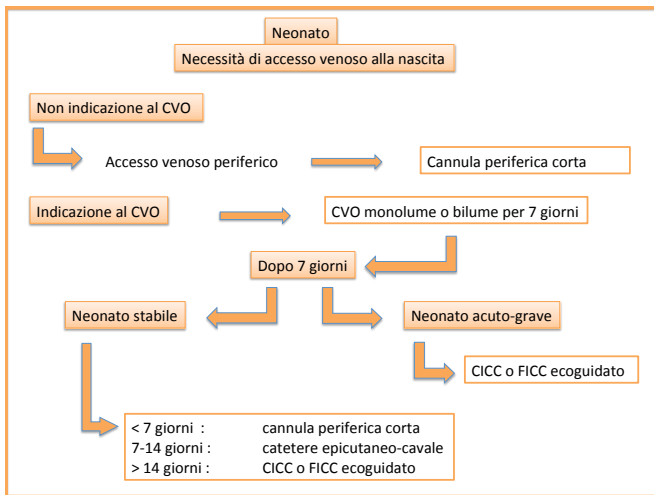 Neonato
Necessità di accesso venoso alla nascita
Non indicazione al CVO
Accesso venoso periferico
Cannula periferica corta
Indicazione al CVO
CVO monolume o bilume per 7 giorni
Dopo 7 giorni
Neonato stabile
Neonato acuto-grave
CICC o FICC ecoguidato
< 7 giorni : cannula periferica corta
7-14 giorni : catetere epicutaneo-cavale
> 14 giorni : CICC o FICC ecoguidato